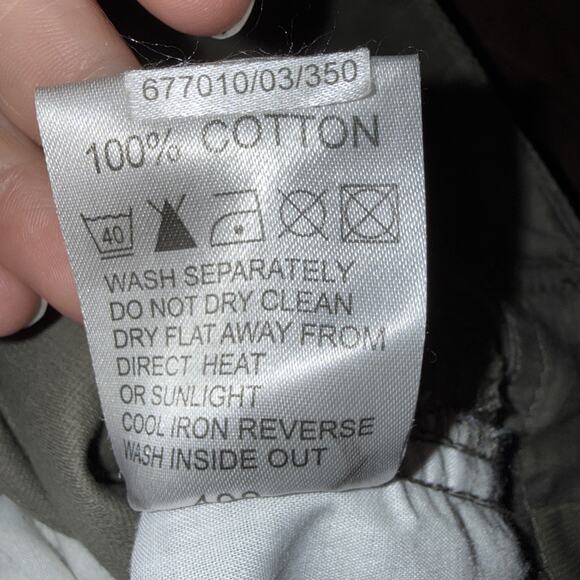 677010/03/350
100% COTTON
40
WASH SEPARATELY
DO NOT DRY CLEAN
DRY FLAT AWAY FROM
DIRECT HEAT
OR SUNLIGHT
COOL IRON REVERSE
WASH INSIDE OUT